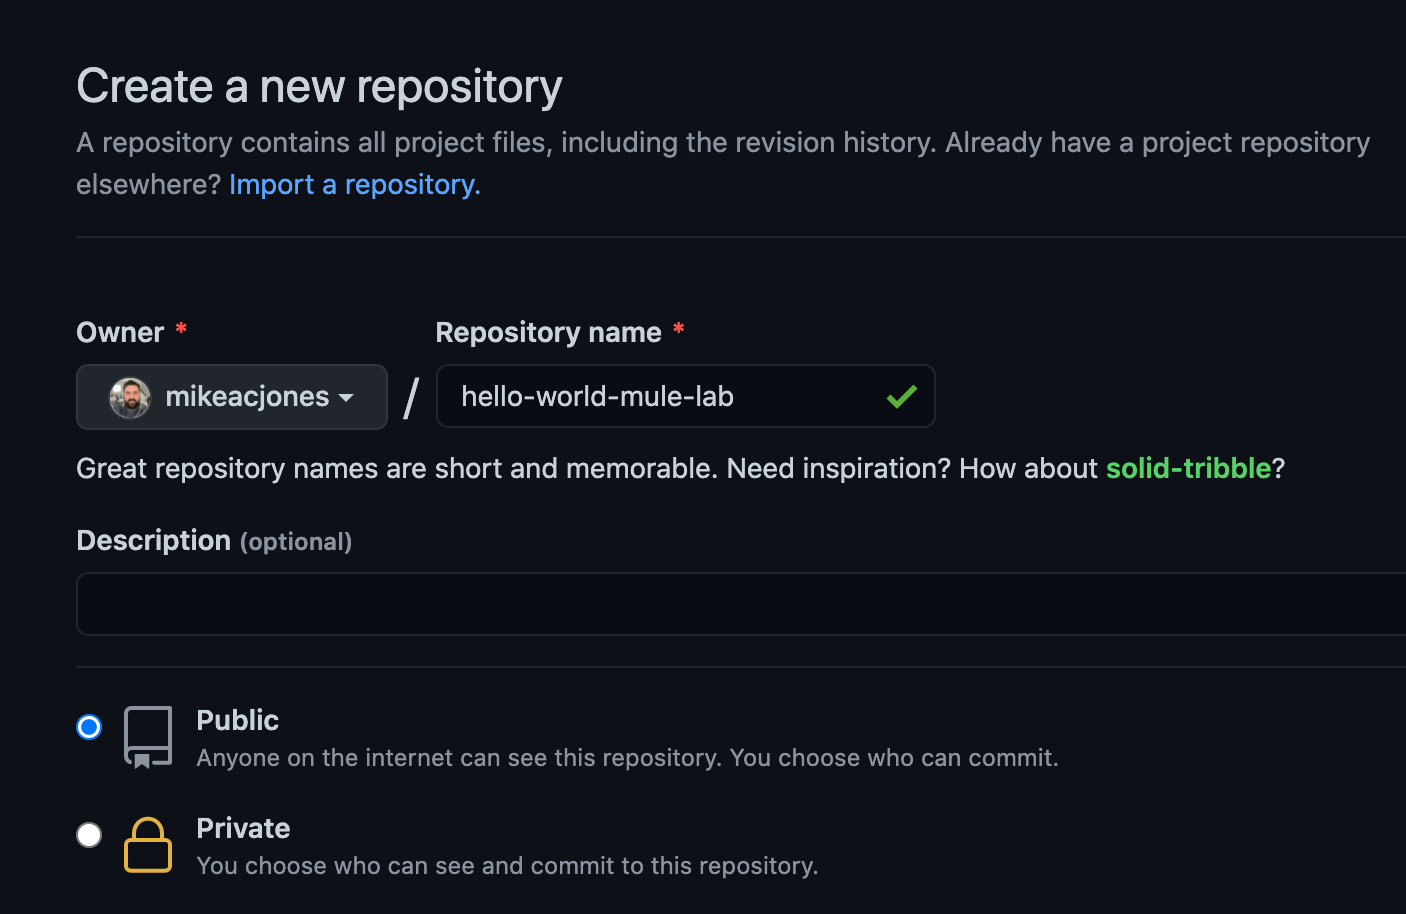 Create a new repository
A repository contains all project files, including the revision history. Already have a project repository
elsewhere? Import a repository.
Owner *
Repository name *
mikeacjones
/
hello-world-mule-lab
Great repository names are short and memorable. Need inspiration? How about solid-tribble?
Description (optional)
Public
Anyone on the internet can see this repository. You choose who can commit.
Private
You choose who can see and commit to this repository.